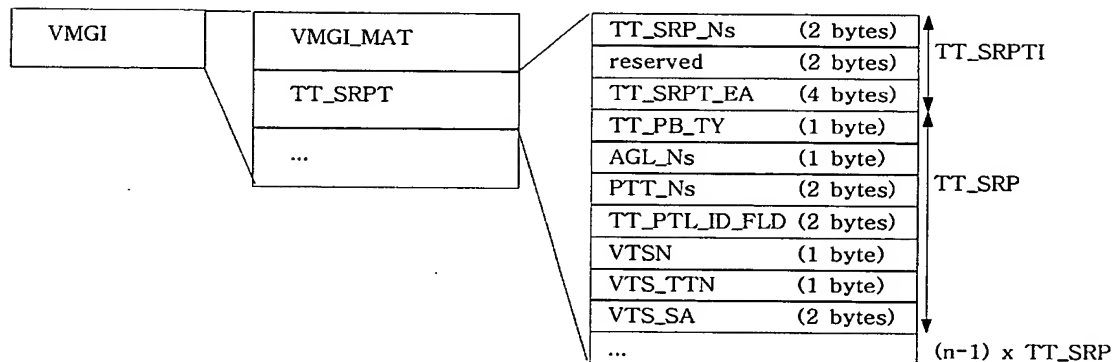 VMGI
VMGI_MAT
TT_SRPT
...
TT_SRP_Ns (2 bytes)
reserved (2 bytes)
TT_SRPT_EA (4 bytes)
TT_PB_TY (1 byte)
AGL_Ns (1 byte)
PTT_Ns (2 bytes)
TT_PTL_ID_FLD (2 bytes)
VTSN (1 byte)
VTS_TTN (1 byte)
VTS_SA (2 bytes)
...
TT_SRPTI
TT_SRP
(n-1) x TT_SRP